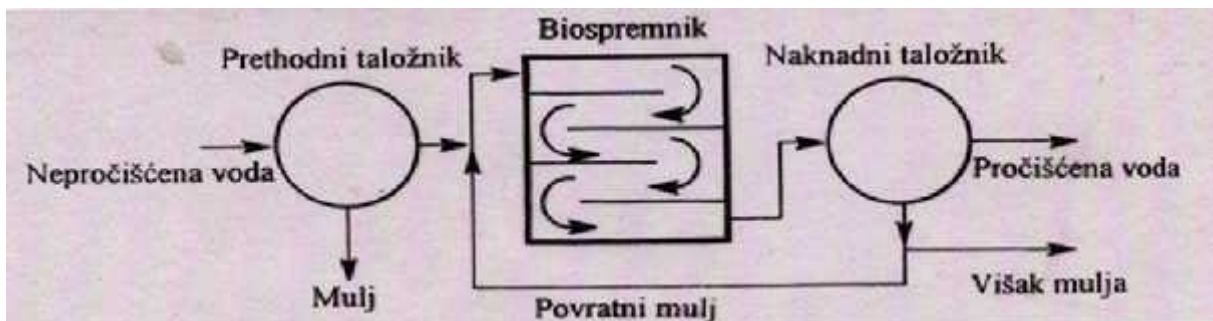 Biospremnik
Prethodni taložnik
Naknadni taložnik
Nepročišćena voda
Pročišćena voda
Mulj
Povratni mulj
Višak mulja